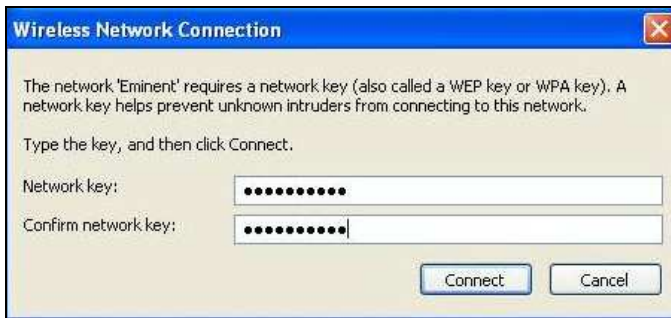 Wireless Network Connection
The network 'Eminent' requires a network key (also called a WEP key or WPA key). A
network key helps prevent unknown intruders from connecting to this network.
Type the key, and then click Connect.
Network key: ●●●●●●●●●●
Confirm network key: ●●●●●●●●●●
Connect Cancel